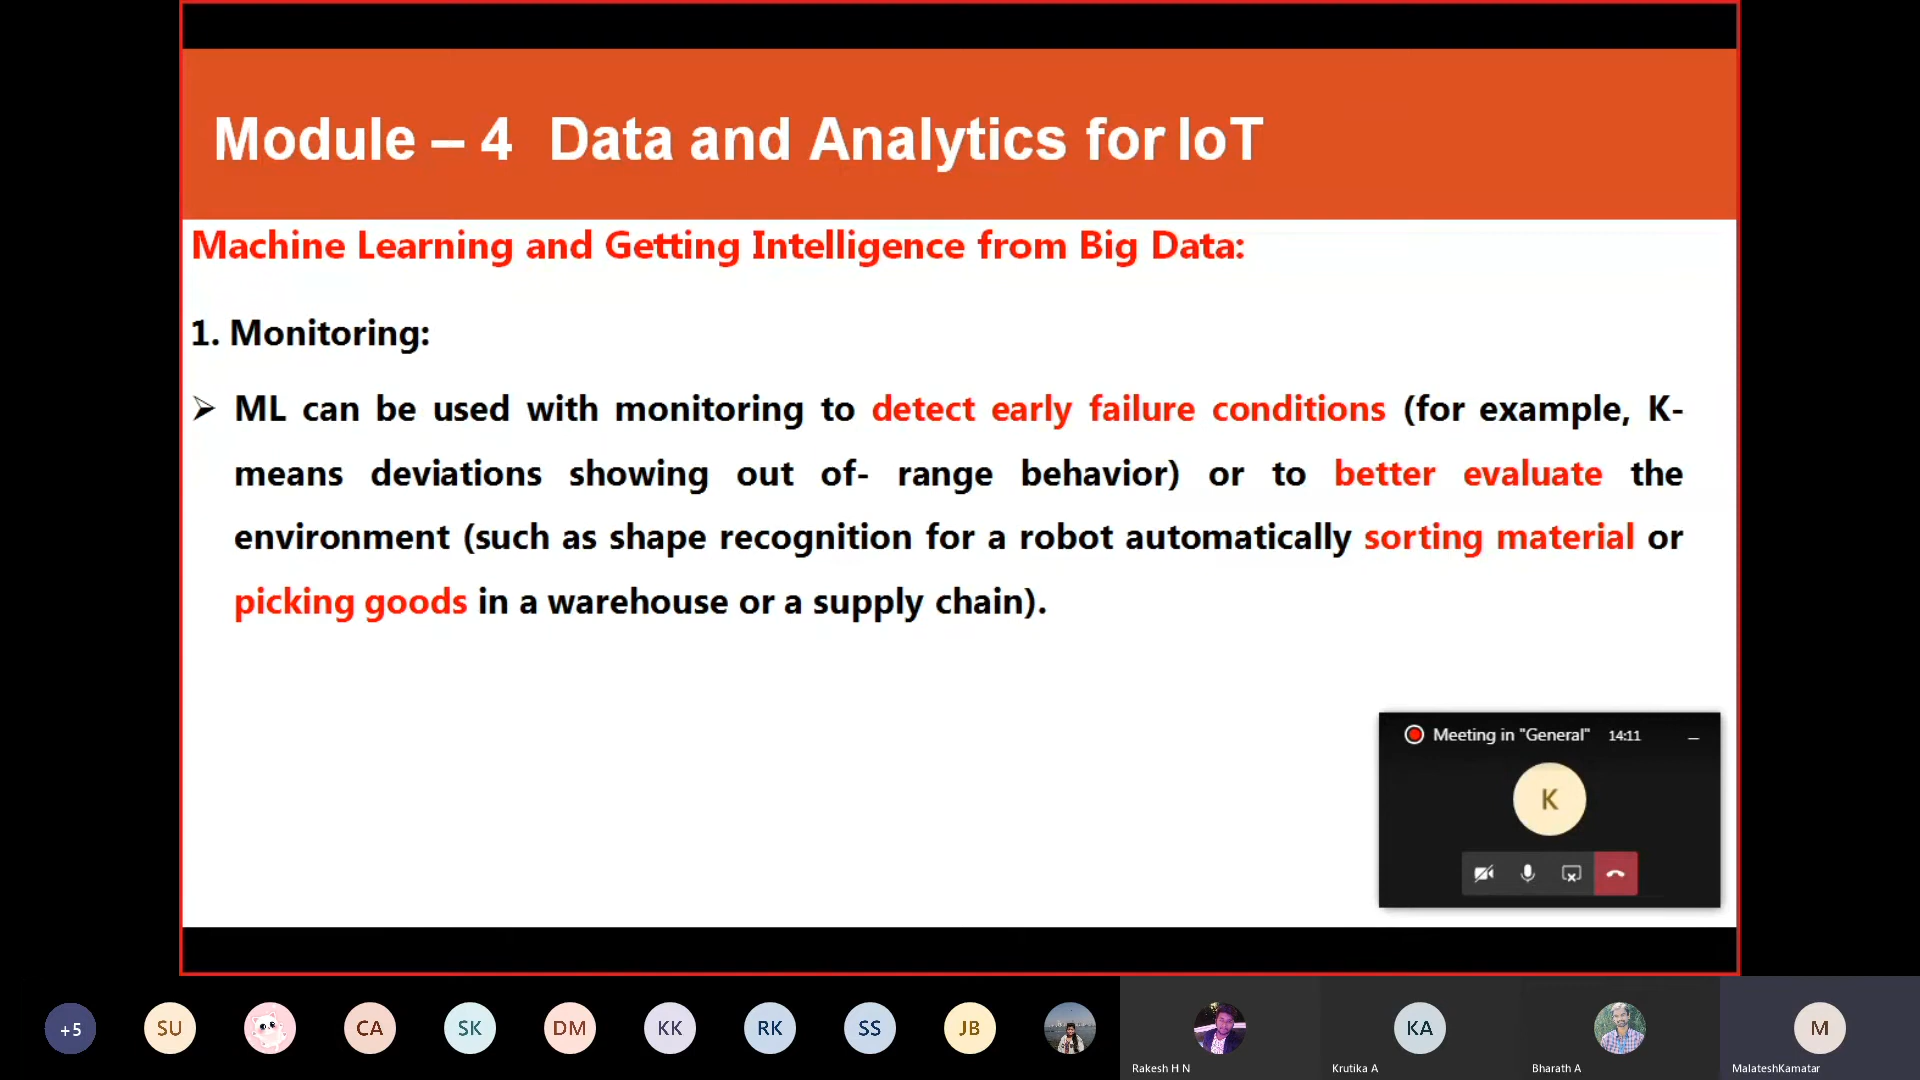 Module – 4 Data and Analytics for IoT
Machine Learning and Getting Intelligence from Big Data:
1. Monitoring:
➢ ML can be used with monitoring to detect early failure conditions (for example, K-
means deviations showing out of- range behavior) or to better evaluate the
environment (such as shape recognition for a robot automatically sorting material or
picking goods in a warehouse or a supply chain).
Meeting in "General" 14:11
K
+5 SU CA SK DM KK RK SS JB KA M
Rakesh H N Krutika A Bharath A MalateshKamatar